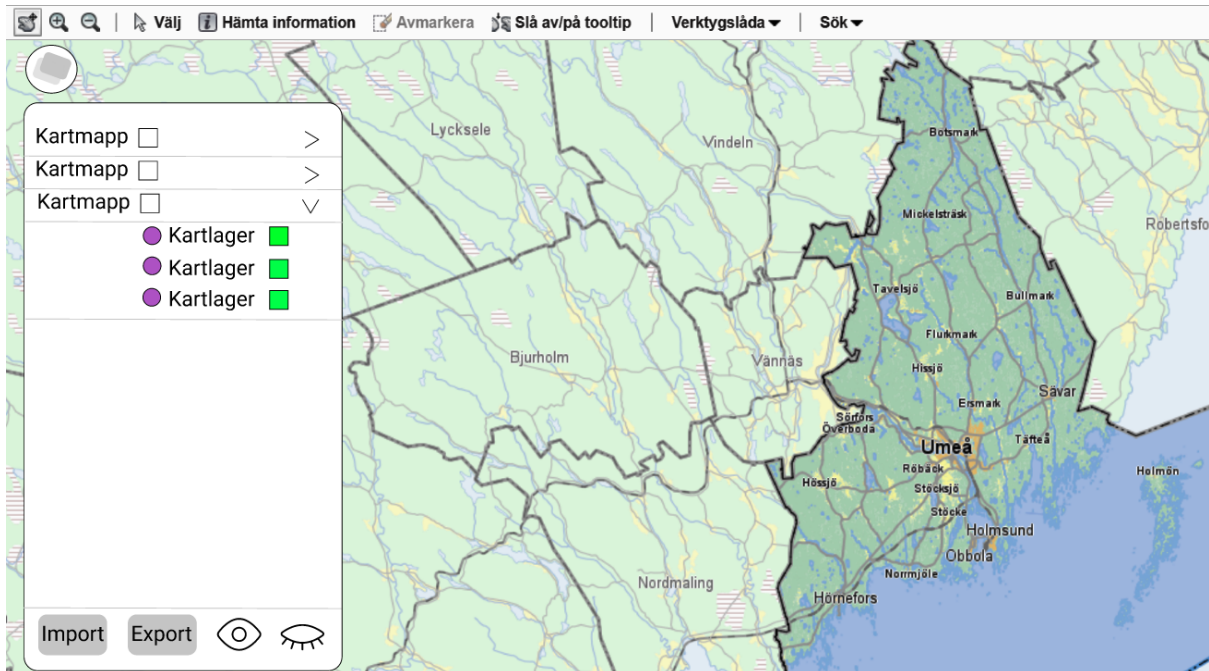 Välj Hämta information Avmarkera Slå av/på tooltip Verktygslåda Sök
Kartmapp
Kartmapp
Kartmapp
Kartlager
Kartlager
Kartlager
Import Export
Lycksele
Vindeln
Botsmark
Mickelsträsk
Robertsfo
Tavelsjö
Bullmark
Flurkmark
Bjurholm
Vännäs
Hissjö
Sävar
Ersmark
Sörfors
Överboda
Umeå
Täfteå
Röbäck
Holmön
Hössjö
Stöcksjö
Stöcke
Holmsund
Obbola
Norrmjöle
Nordmaling
Hörnefors